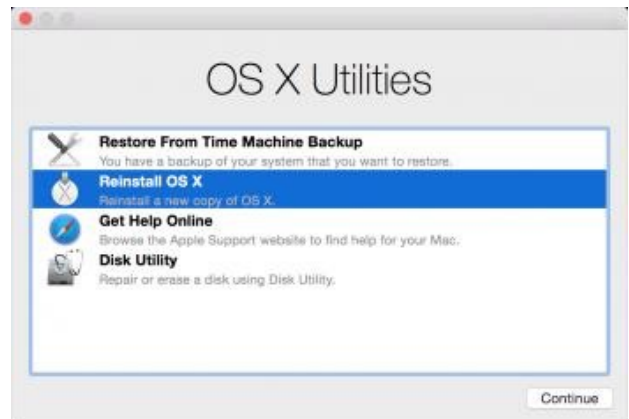 OS X Utilities
Restore From Time Machine Backup
You have a backup of your system that you want to restore.
Reinstall OS X
Reinstall a new copy of OS X.
Get Help Online
Browse the Apple Support website to find help for your Mac.
Disk Utility
Repair or erase a disk using Disk Utility.
Continue